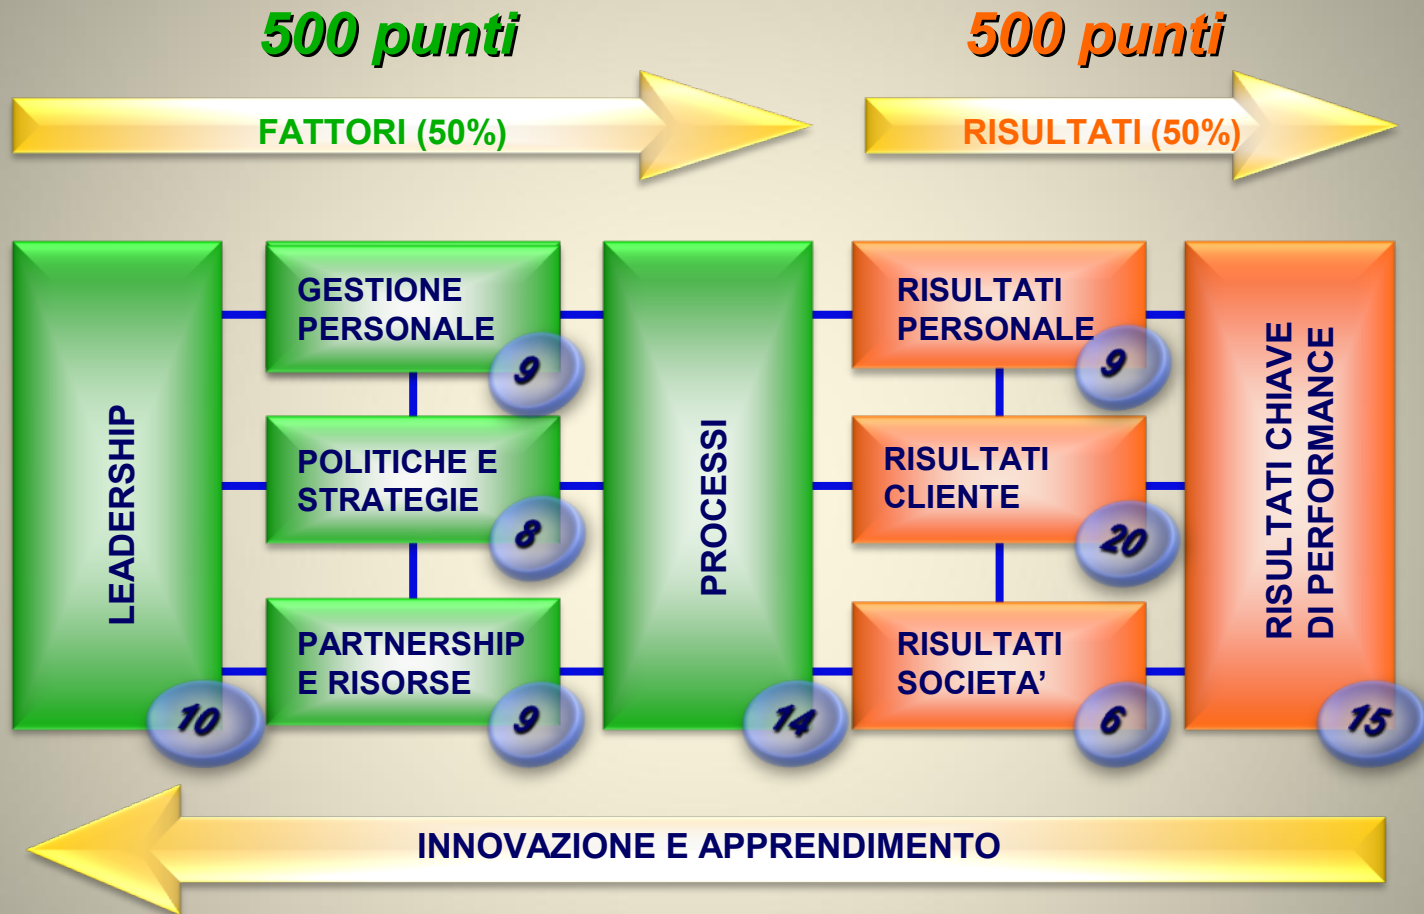 500 punti
500 punti
FATTORI (50%)
RISULTATI (50%)
LEADERSHIP
10
GESTIONE
PERSONALE
9
POLITICHE E
STRATEGIE
8
PARTNERSHIP
E RISORSE
9
PROCESSI
14
RISULTATI
PERSONALE
9
RISULTATI
CLIENTE
20
RISULTATI
SOCIETA’
6
RISULTATI CHIAVE
DI PERFORMANCE
15
INNOVAZIONE E APPRENDIMENTO